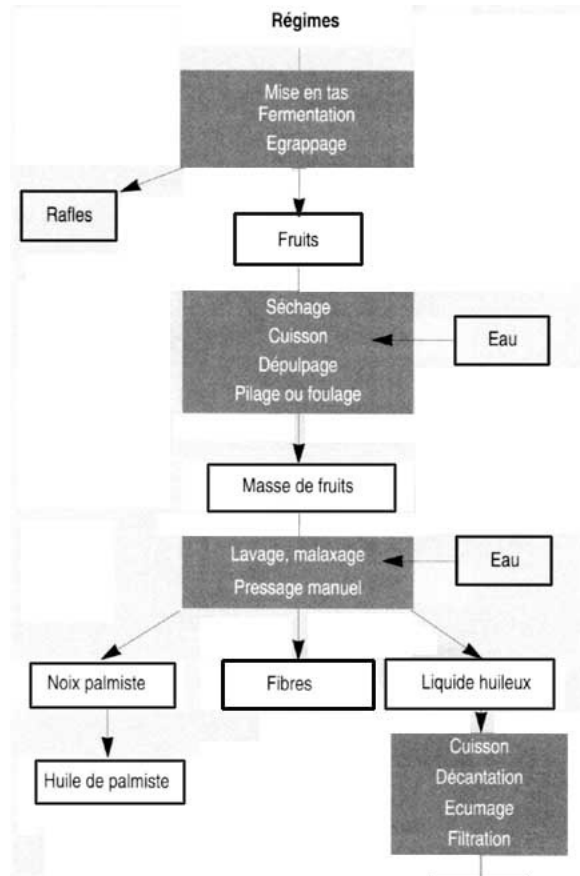 Régimes
Mise en tas
Fermentation
Egrappage
Rafles
Fruits
Séchage
Cuisson
Dépulpage
Pilage ou foulage
Eau
Masse de fruits
Lavage, malaxage
Pressage manuel
Eau
Noix palmiste
Fibres
Liquide huileux
Huile de palmiste
Cuisson
Décantation
Ecumage
Filtration